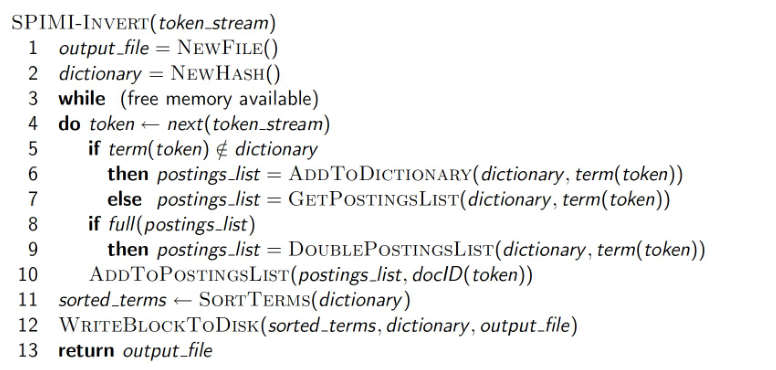 SPIMI-INVERT(token_stream)
1 output_file = NEWFILE()
2 dictionary = NEWHASH()
3 while (free memory available)
4 do token ← next(token_stream)
5 if term(token) ∉ dictionary
6 then postings_list = ADDTODICTIONARY(dictionary, term(token))
7 else postings_list = GETPOSTINGSLIST(dictionary, term(token))
8 if full(postings_list)
9 then postings_list = DOUBLEPOSTINGSLIST(dictionary, term(token))
10 ADDTOPOSTINGSLIST(postings_list, docID(token))
11 sorted_terms ← SORTTERMS(dictionary)
12 WRITEBLOCKTODISK(sorted_terms, dictionary, output_file)
13 return output_file